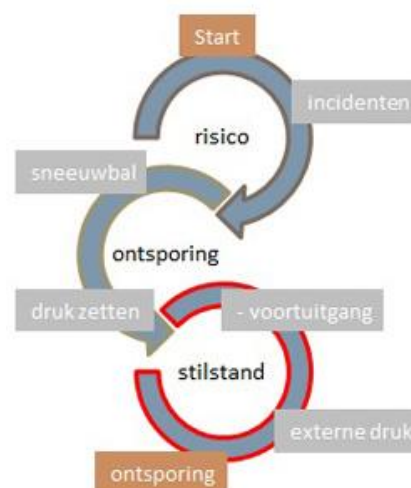 Start
incidenten
risico
sneeuwbal
ontsporing
druk zetten
- voortuitgang
stilstand
externe druk
ontsporing